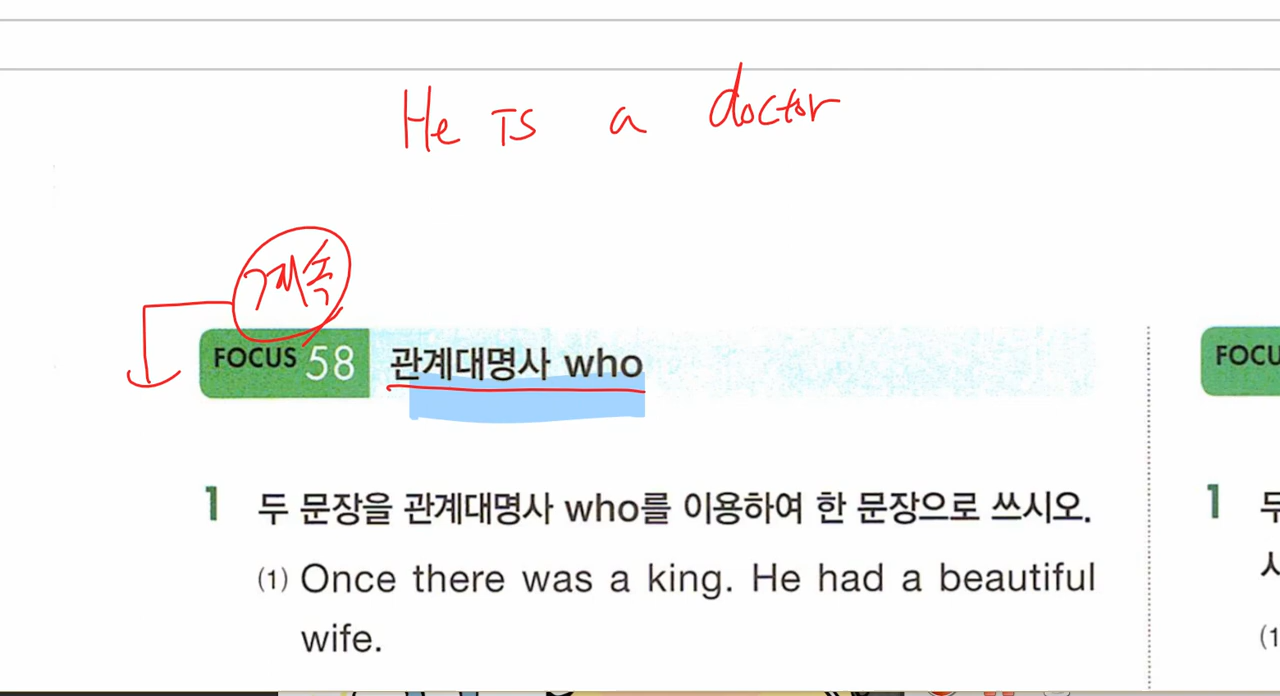 He is a doctor
계속
FOCUS 58 관계대명사 who
FOCU
1 두 문장을 관계대명사 who를 이용하여 한 문장으로 쓰시오.
(1) Once there was a king. He had a beautiful
wife.
1